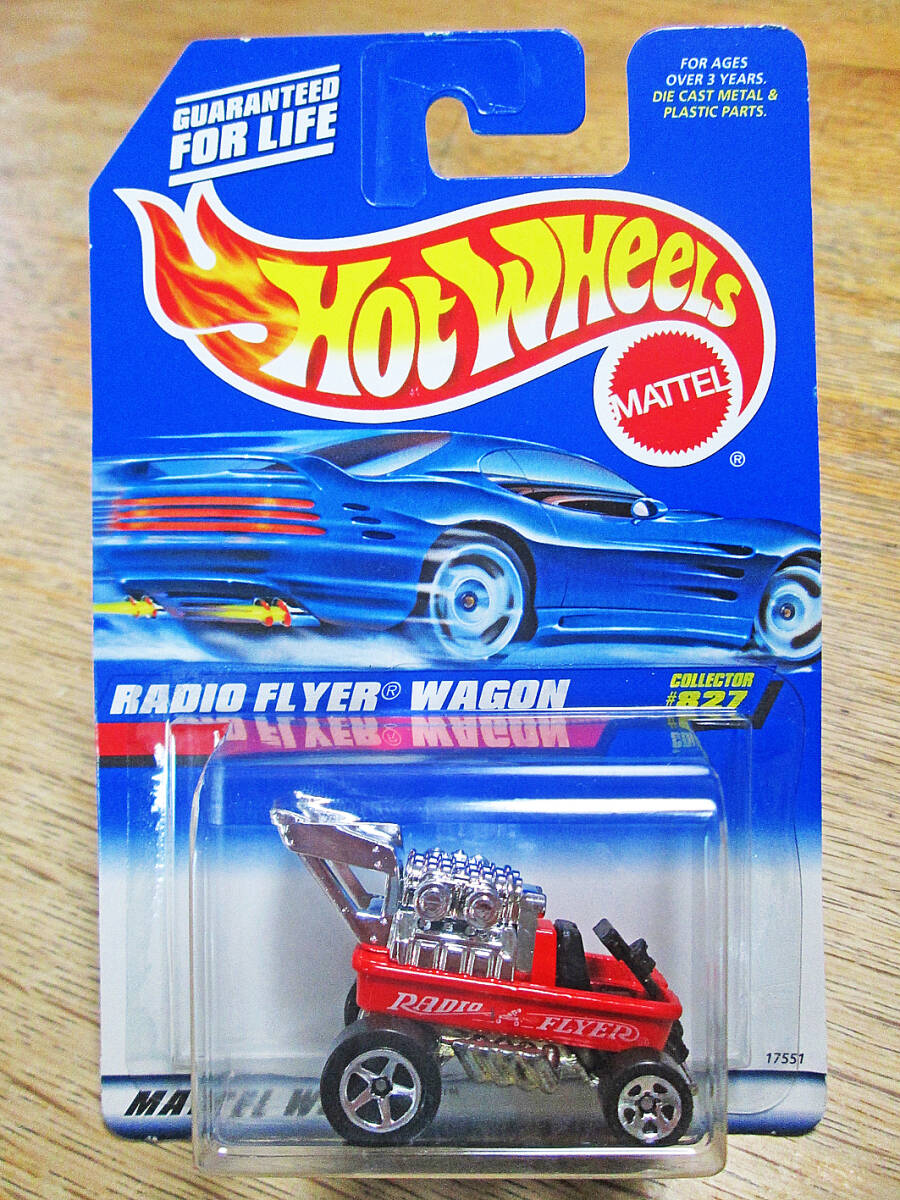 GUARANTEED
FOR LIFE
FOR AGES
OVER 3 YEARS.
DIE CAST METAL &
PLASTIC PARTS.
HOT WHEELS
MATTEL
®
RADIO FLYER® WAGON
COLLECTOR
#827
RADIO FLYER
17551
MATTEL